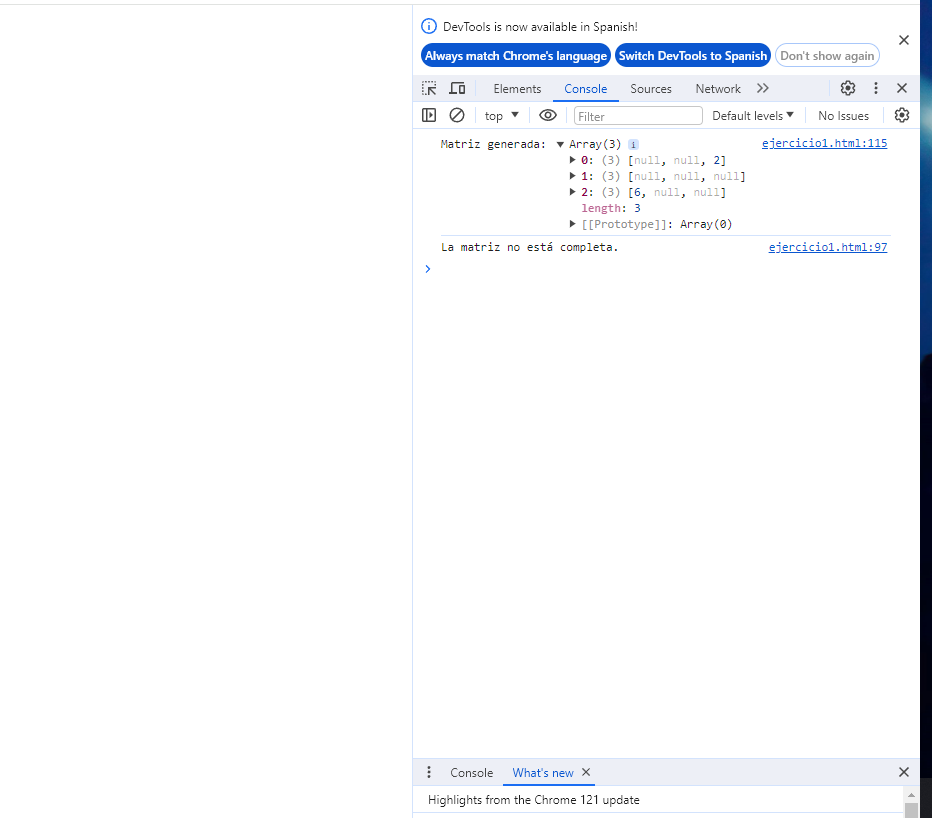 DevTools is now available in Spanish!
Always match Chrome's language Switch DevTools to Spanish Don't show again
Elements Console Sources Network
top Filter Default levels No Issues
Matriz generada: Array(3) i ejercicio1.html:115
0: (3) [null, null, 2]
1: (3) [null, null, null]
2: (3) [6, null, null]
length: 3
[[Prototype]]: Array(0)
La matriz no está completa. ejercicio1.html:97
Console What's new
Highlights from the Chrome 121 update